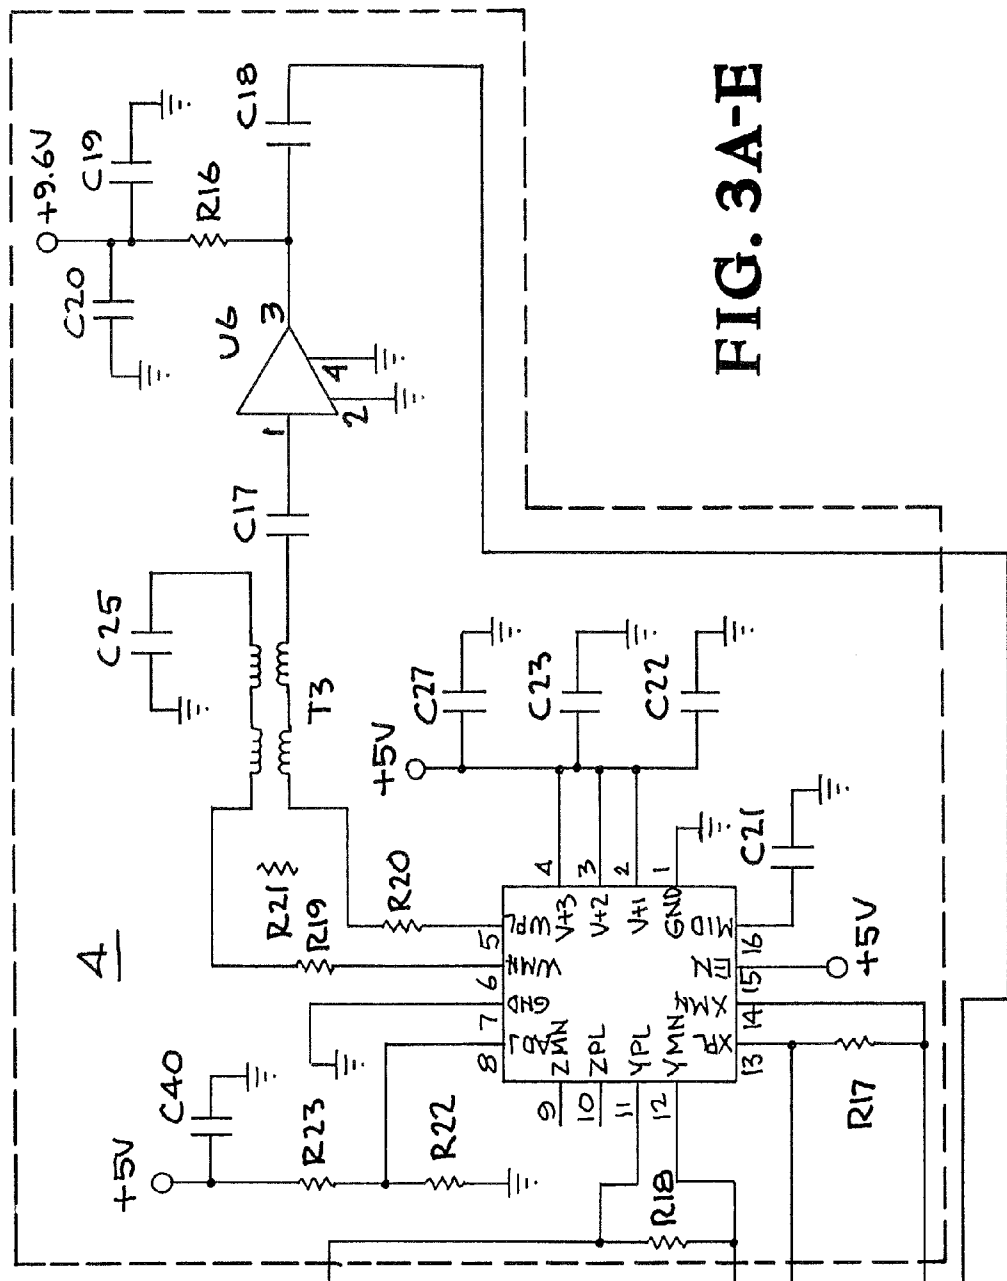 FIG. 3A-E
4
+9.6V
C20
C19
R16
C18
U6
1
2
3
4
C17
C25
T3
R21
R19
R20
+5V
C27
C23
C22
C21
+5V
+5V
C40
R23
R22
R18
R17
4
V+3
3
V+2
2
V+1
1
GND
5
WPL
6
WMN
7
GND
8
ADJ
9
ZMN
10
ZPL
11
YPL
12
YMN
13
XPL
14
XMN
15
EN
16
MID